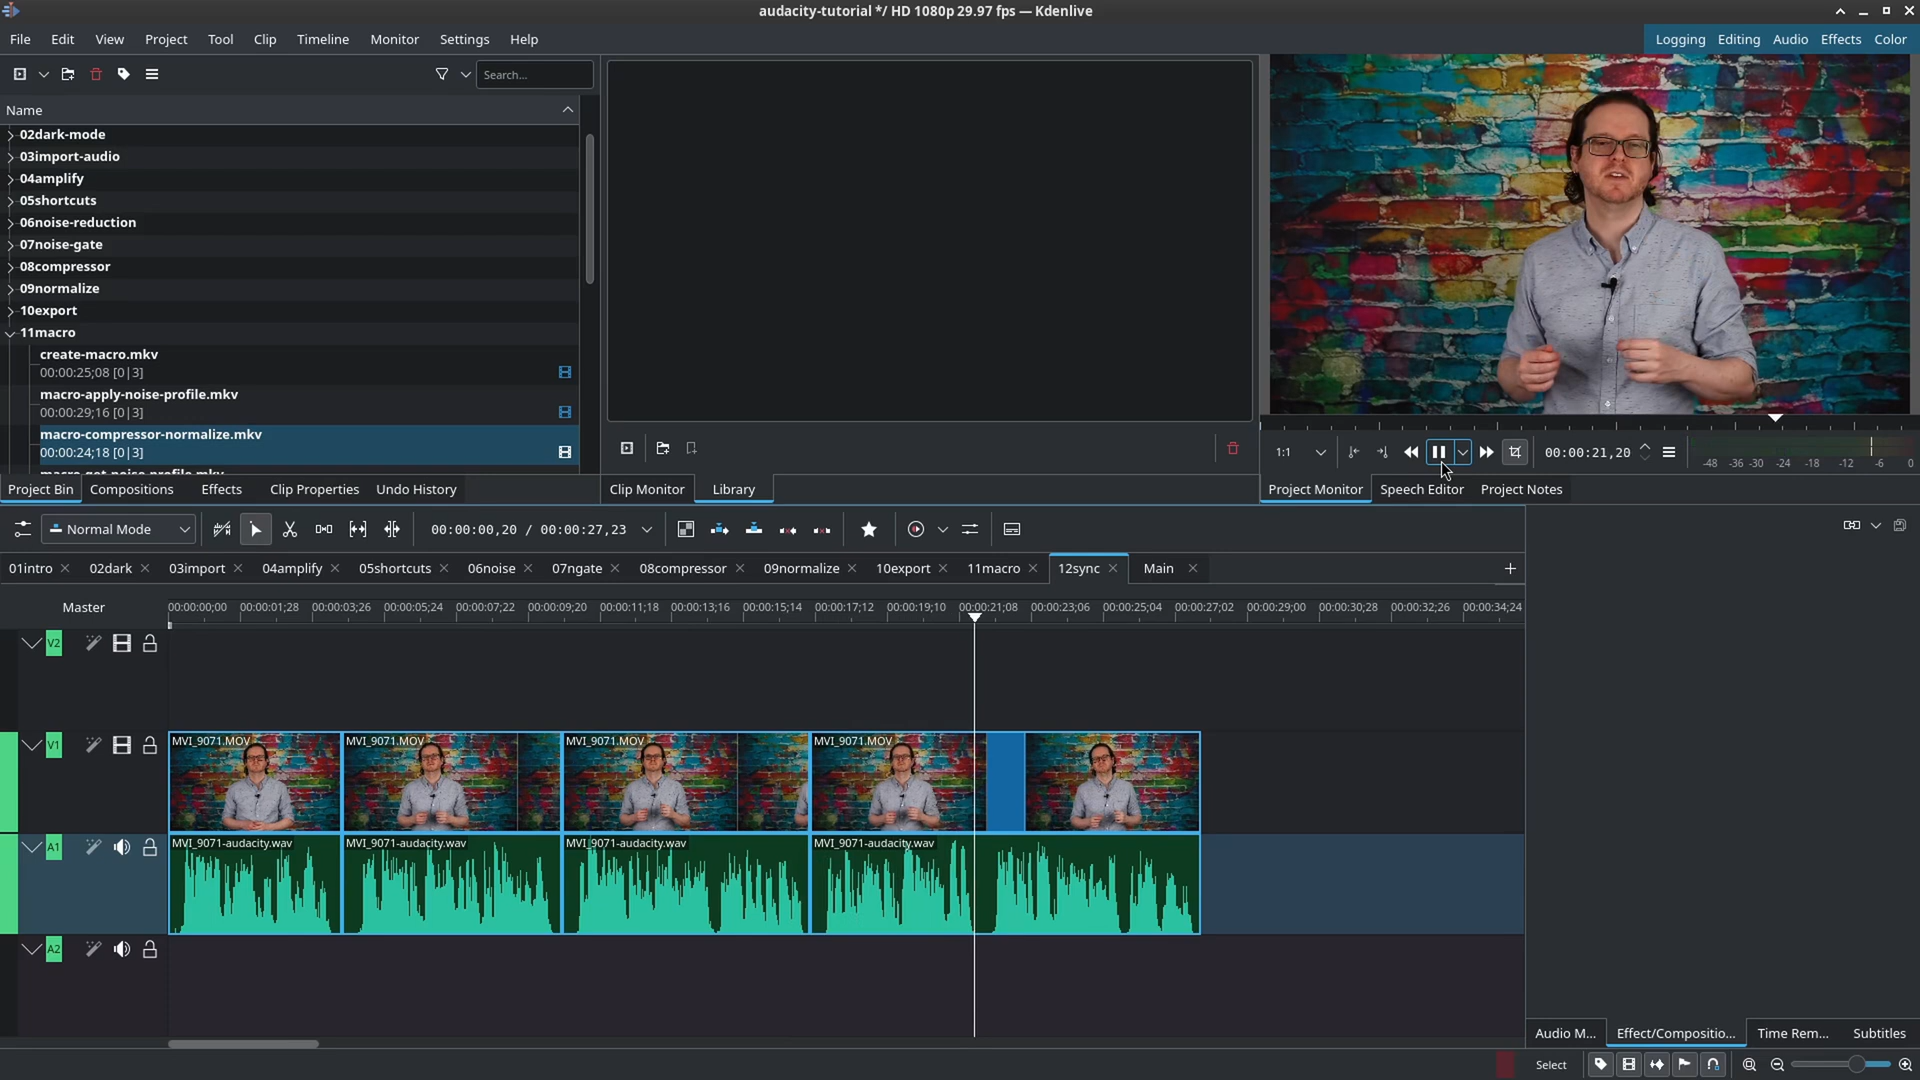 audacity-tutorial */ HD 1080p 29.97 fps — Kdenlive
File Edit View Project Tool Clip Timeline Monitor Settings Help
Logging Editing Audio Effects Color
Search...
Name
02dark-mode
03import-audio
04amplify
05shortcuts
06noise-reduction
07noise-gate
08compressor
09normalize
10export
11macro
create-macro.mkv
00:00:25;08 [0|3]
macro-apply-noise-profile.mkv
00:00:29;16 [0|3]
macro-compressor-normalize.mkv
00:00:24;18 [0|3]
macro-get-noise-profile.mkv
1:1
00:00:21,20
-48 -36 -30 -24 -18 -12 -6 0
Project Bin Compositions Effects Clip Properties Undo History
Clip Monitor Library
Project Monitor Speech Editor Project Notes
Normal Mode
00:00:00,20 / 00:00:27,23
01intro 02dark 03import 04amplify 05shortcuts 06noise 07ngate 08compressor 09normalize 10export 11macro 12sync Main
Master
00:00:00;00 00:00:01;28 00:00:03;26 00:00:05;24 00:00:07;22 00:00:09;20 00:00:11;18 00:00:13;16 00:00:15;14 00:00:17;12 00:00:19;10 00:00:21;08 00:00:23;06 00:00:25;04 00:00:27;02 00:00:29;00 00:00:30;28 00:00:32;26 00:00:34;24
V2
V1
MVI_9071.MOV MVI_9071.MOV MVI_9071.MOV MVI_9071.MOV
A1
MVI_9071-audacity.wav MVI_9071-audacity.wav MVI_9071-audacity.wav MVI_9071-audacity.wav
A2
Audio M... Effect/Compositio... Time Rem... Subtitles
Select